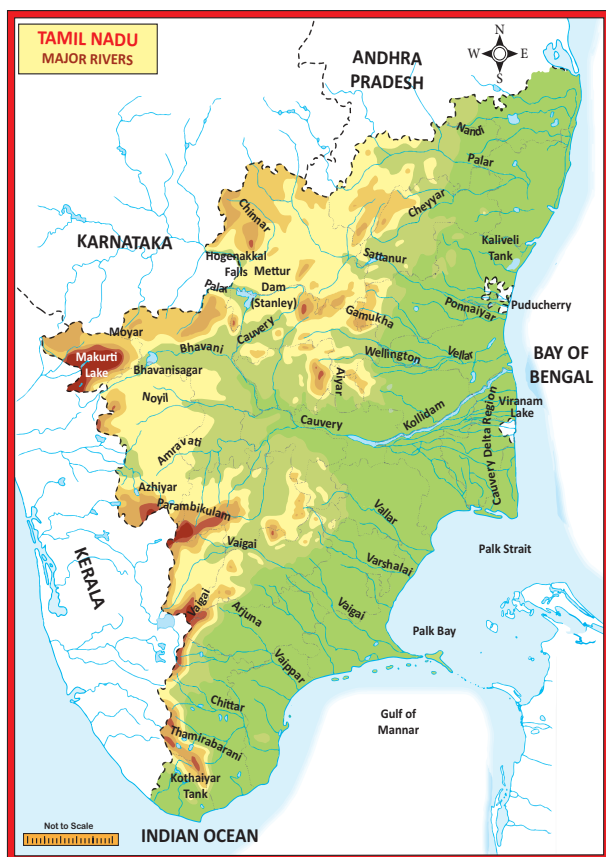 TAMIL NADU
MAJOR RIVERS
N
W
E
S
ANDHRA
PRADESH
Nandi
Palar
Cheyyar
Chinnar
KARNATAKA
Hogenakkal
Falls
Mettur
Dam
(Stanley)
Sattanur
Kaliveli
Tank
Palar
Ponnaiyar
Puducherry
Gamukha
Moyar
Bhavani
Cauvery
Wellington
Vellar
BAY OF
BENGAL
Makurti
Lake
Bhavanisagar
Aiyar
Noyil
Cauvery
Kollidam
Viranam
Lake
Cauvery Delta Region
Amravati
Azhiyar
Parambikulam
Vallar
Vaigai
Varshalai
Palk Strait
KERALA
Vaigai
Arjuna
Vaigai
Palk Bay
Vaippar
Chittar
Gulf of
Mannar
Thamirabarani
Kothaiyar
Tank
Not to Scale
INDIAN OCEAN